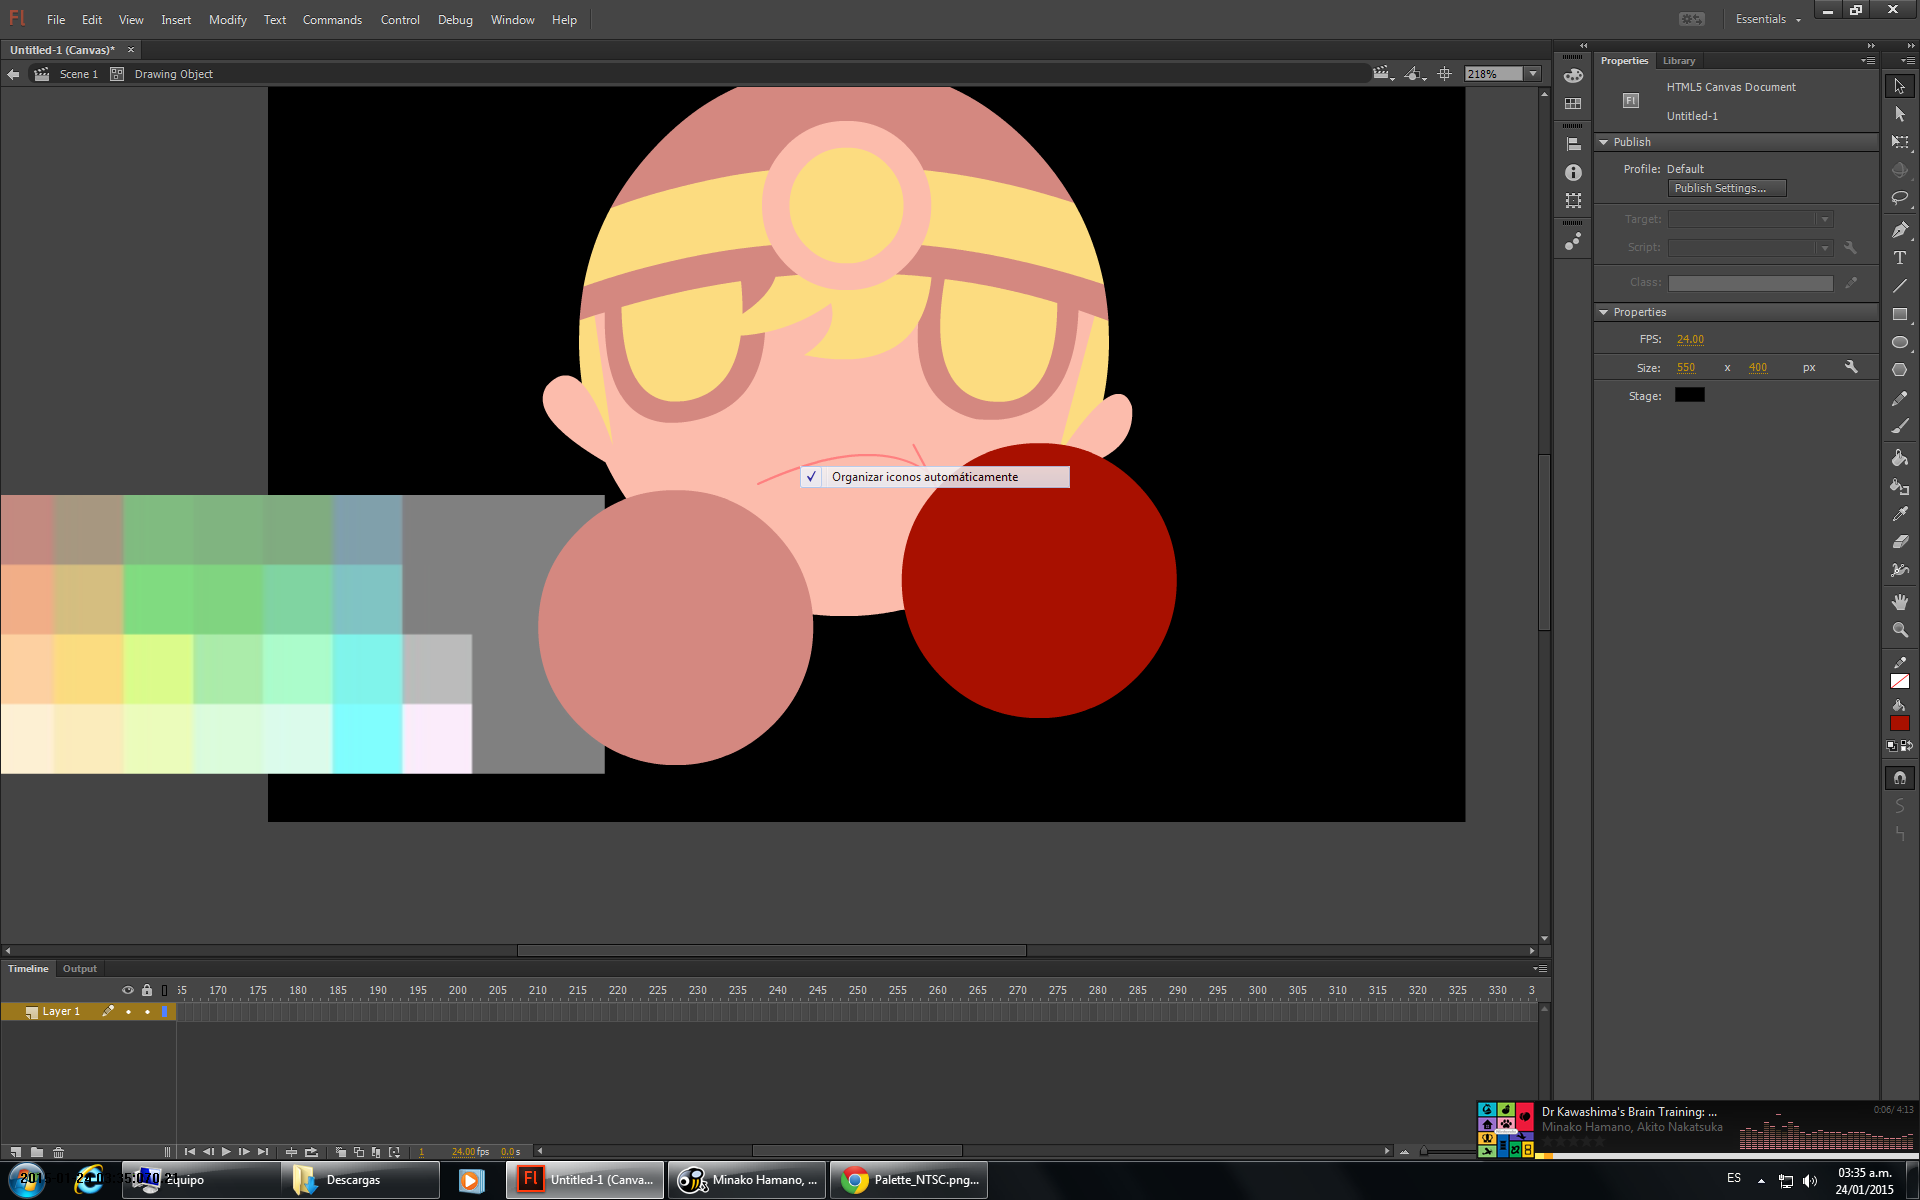 Fl File Edit View Insert Modify Text Commands Control Debug Window Help Essentials
Untitled-1 (Canvas)* ×
Scene 1 Drawing Object 218%
Properties Library
HTML5 Canvas Document
Fl
Untitled-1
Publish
Profile: Default
Publish Settings...
Target:
Script:
Class:
Properties
FPS: 24.00
Size: 550 x 400 px
Stage:
Organizar iconos automáticamente
Timeline Output
65 170 175 180 185 190 195 200 205 210 215 220 225 230 235 240 245 250 255 260 265 270 275 280 285 290 295 300 305 310 315 320 325 330 3
Layer 1
1 24.00 fps 0.0 s
Dr Kawashima's Brain Training: ... 0:06/ 4:13
Minako Hamano, Akito Nakatsuka
Equipo Descargas Fl Untitled-1 (Canva... Minako Hamano, ... Palette_NTSC.png... ES
03:35 a.m.
24/01/2015